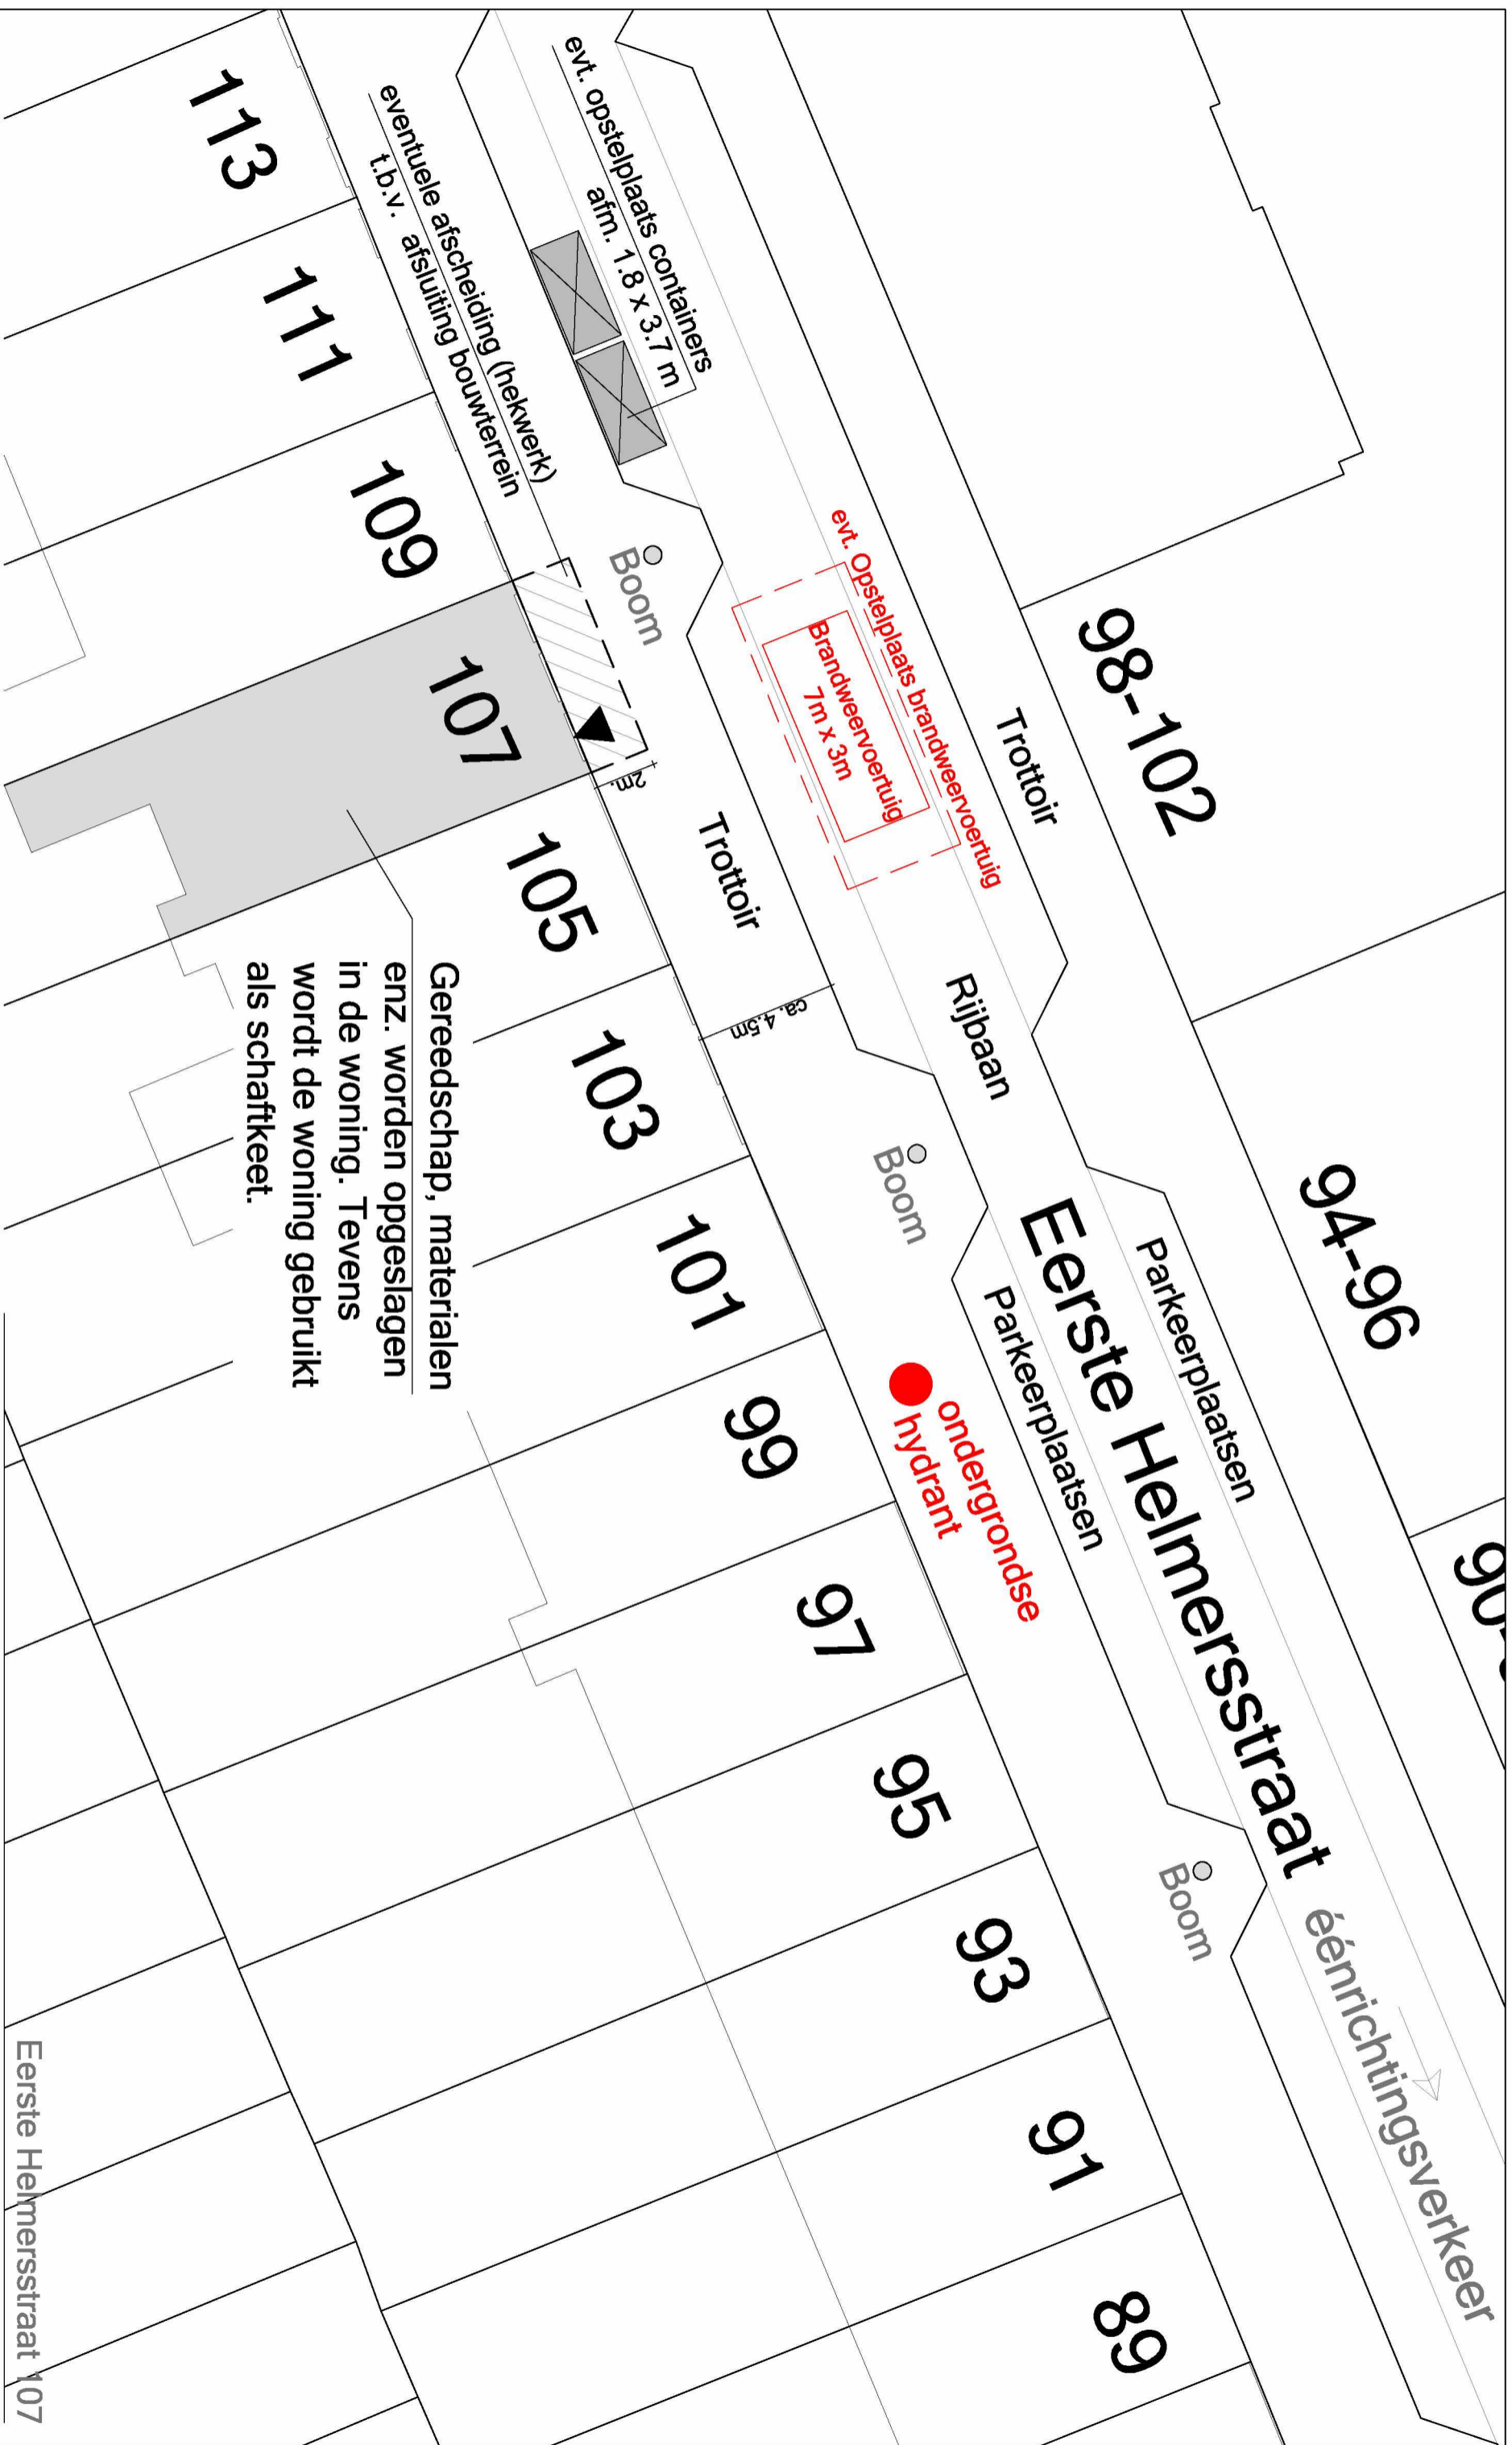 98-102
94-96
90-
Trottoir
Parkeerplaatsen
evt. Opstelplaats brandweervoertuig
Brandweervoertuig
7m x 3m
Rijbaan
Eerste Helmersstraat
éénrichtingsverkeer
evt. opstelplaats containers
afm. 1.8 x 3.7 m
Boom
Trottoir
Boom
Parkeerplaatsen
Boom
ondergrondse
hydrant
eventuele afscheiding (hekwerk)
t.b.v. afsluiting bouwterrein
2m.
ca. 4.5m
113
111
109
107
105
103
101
99
97
95
93
91
89
Gereedschap, materialen
enz. worden opgeslagen
in de woning. Tevens
wordt de woning gebruikt
als schaftkeet.
Eerste Helmersstraat 107